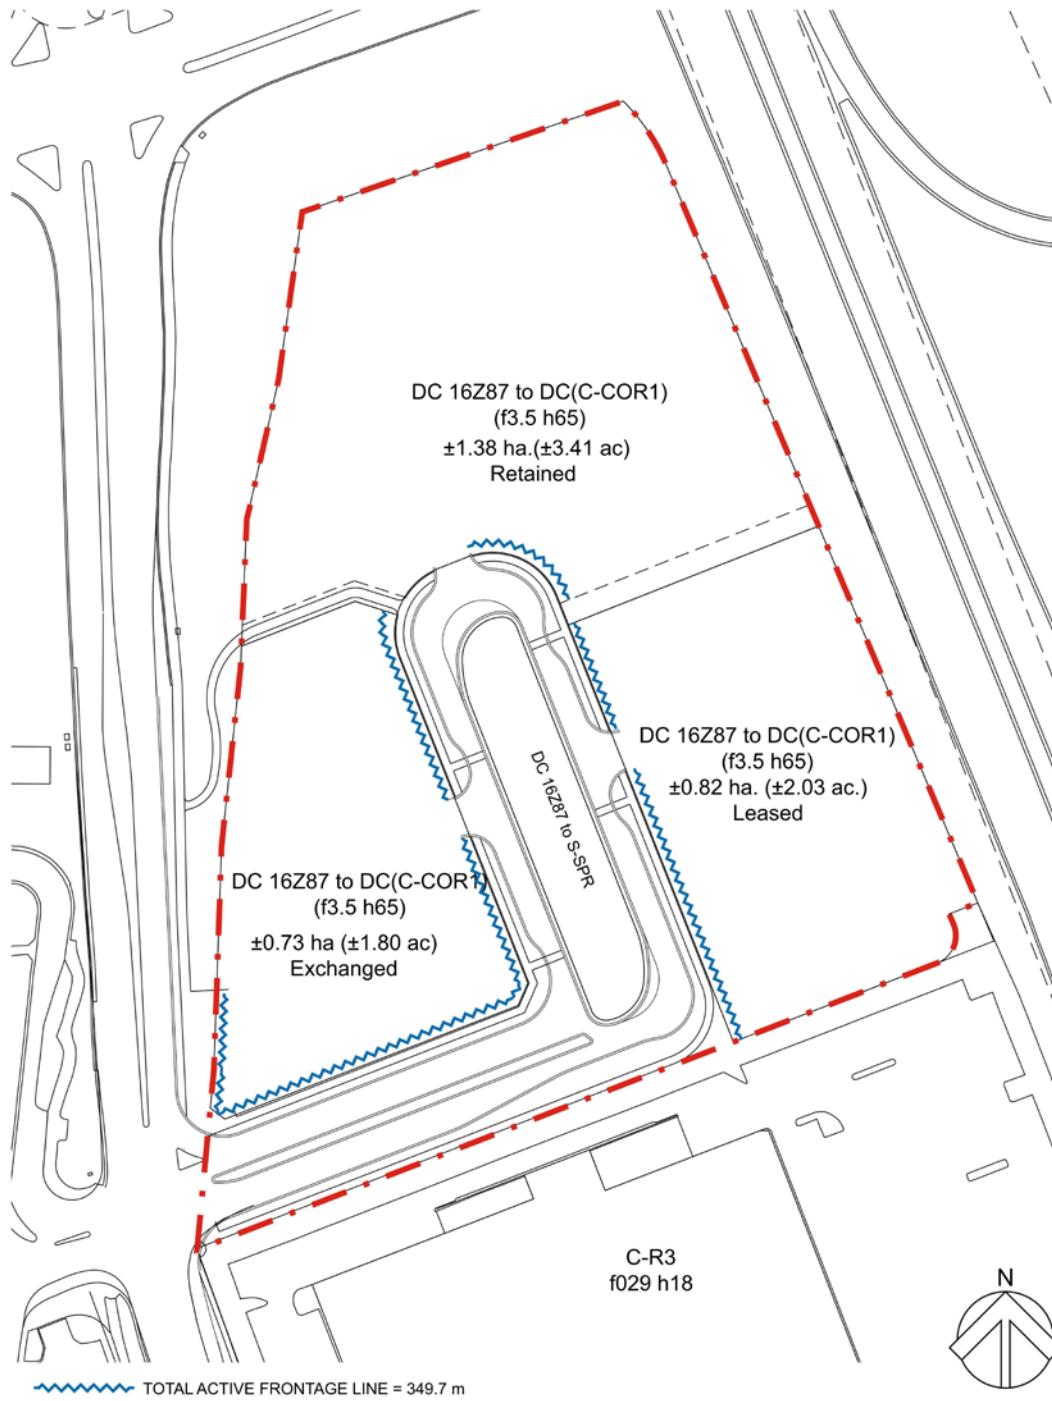 DC 16Z87 to DC(C-COR1)
(f3.5 h65)
±1.38 ha.(±3.41 ac)
Retained
DC 16Z87 to DC(C-COR1)
(f3.5 h65)
±0.82 ha. (±2.03 ac.)
Leased
DC 16Z87 to S-SPR
DC 16Z87 to DC(C-COR1)
(f3.5 h65)
±0.73 ha (±1.80 ac)
Exchanged
C-R3
f029 h18
N
TOTAL ACTIVE FRONTAGE LINE = 349.7 m